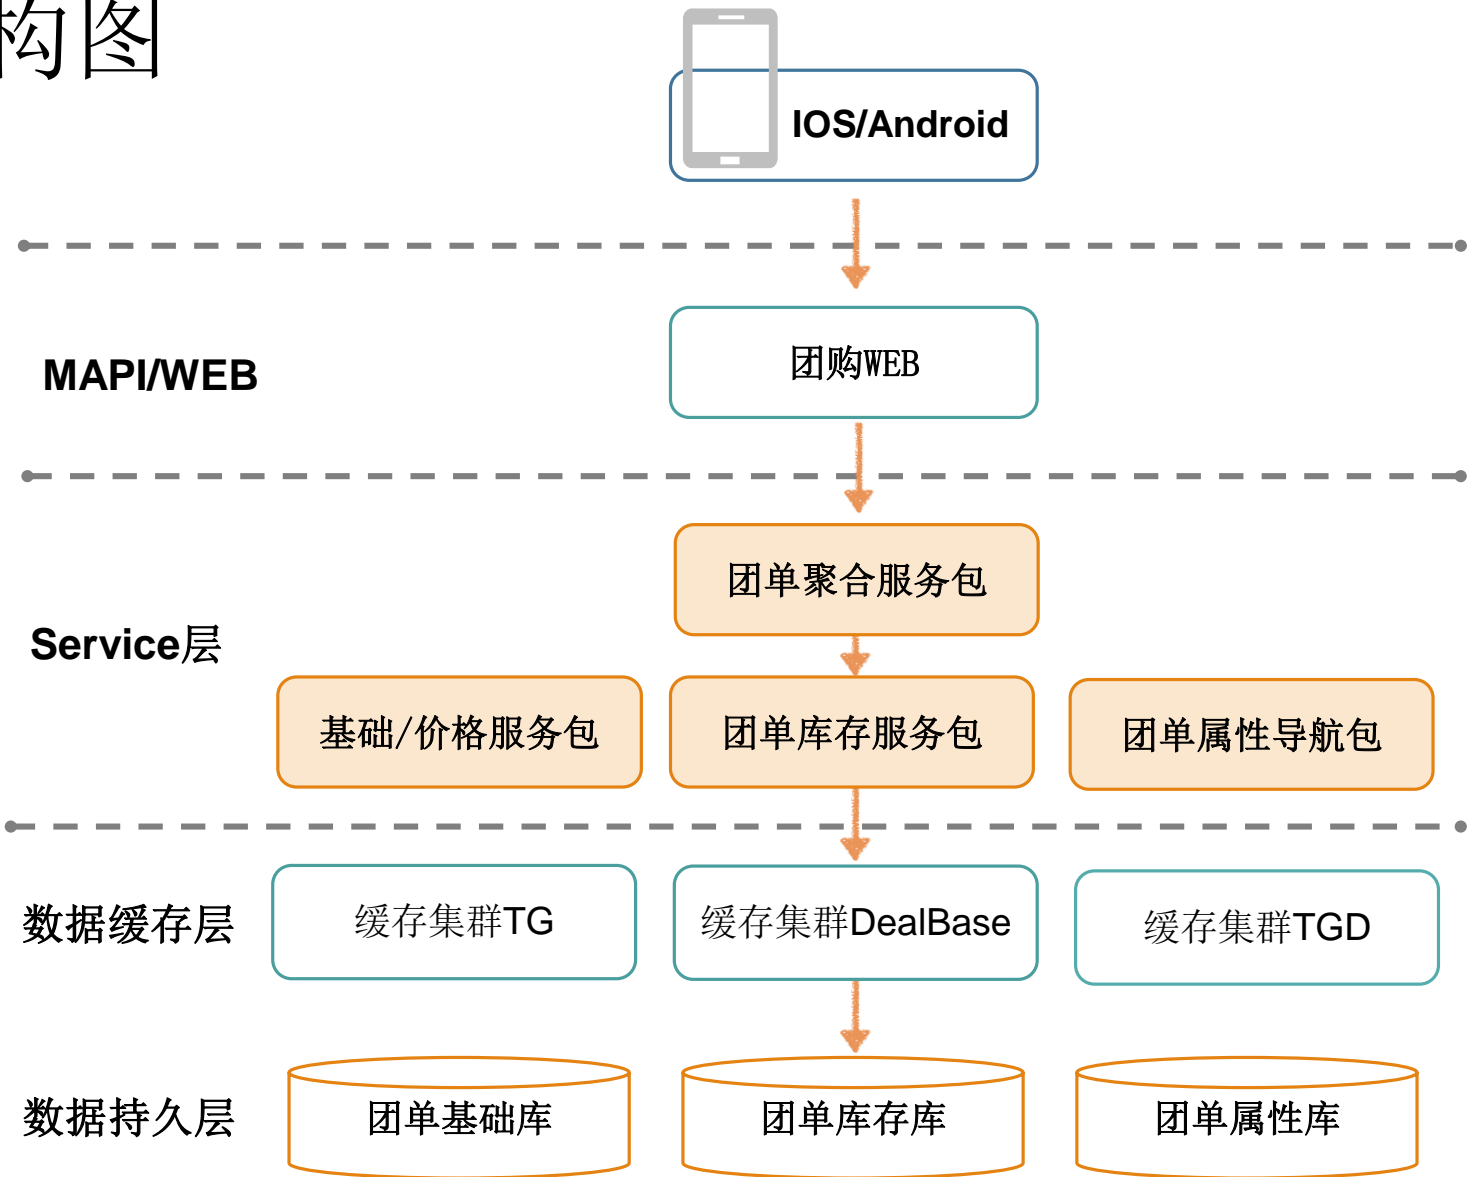 构图
IOS/Android
MAPI/WEB
团购WEB
团单聚合服务包
Service层
基础/价格服务包
团单库存服务包
团单属性导航包
数据缓存层
缓存集群TG
缓存集群DealBase
缓存集群TGD
数据持久层
团单基础库
团单库存库
团单属性库